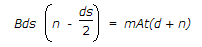 Bds (n - ds/2) = mAt(d + n)